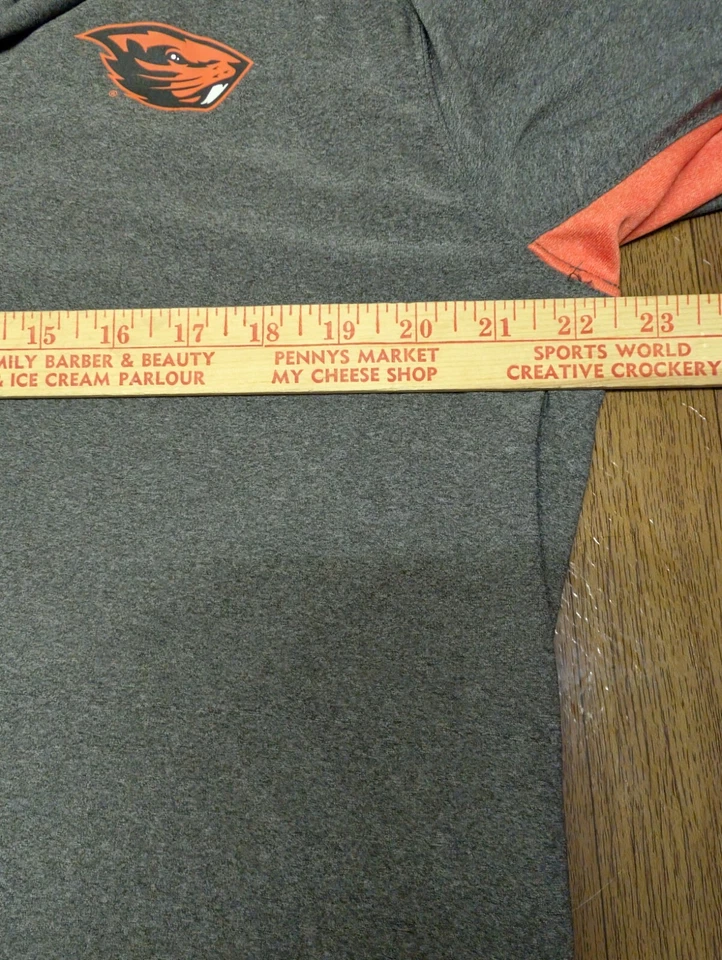 15 16 17 18 19 20 21 22 23
MILY BARBER & BEAUTY PENNYS MARKET SPORTS WORLD
& ICE CREAM PARLOUR MY CHEESE SHOP CREATIVE CROCKERY